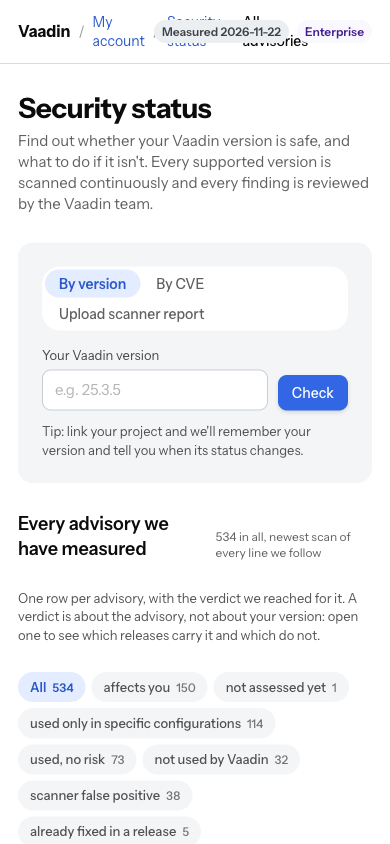 Vaadin / My account / Security status All advisories Measured 2026-11-22 Enterprise
Security status
Find out whether your Vaadin version is safe, and
what to do if it isn't. Every supported version is
scanned continuously and every finding is reviewed
by the Vaadin team.
By version By CVE
Upload scanner report
Your Vaadin version
e.g. 25.3.5 Check
Tip: link your project and we'll remember your
version and tell you when its status changes.
Every advisory we
have measured
534 in all, newest scan of
every line we follow
One row per advisory, with the verdict we reached for it. A
verdict is about the advisory, not about your version: open
one to see which releases carry it and which do not.
All 534 affects you 150 not assessed yet 1
used only in specific configurations 114
used, no risk 73 not used by Vaadin 32
scanner false positive 38
already fixed in a release 5